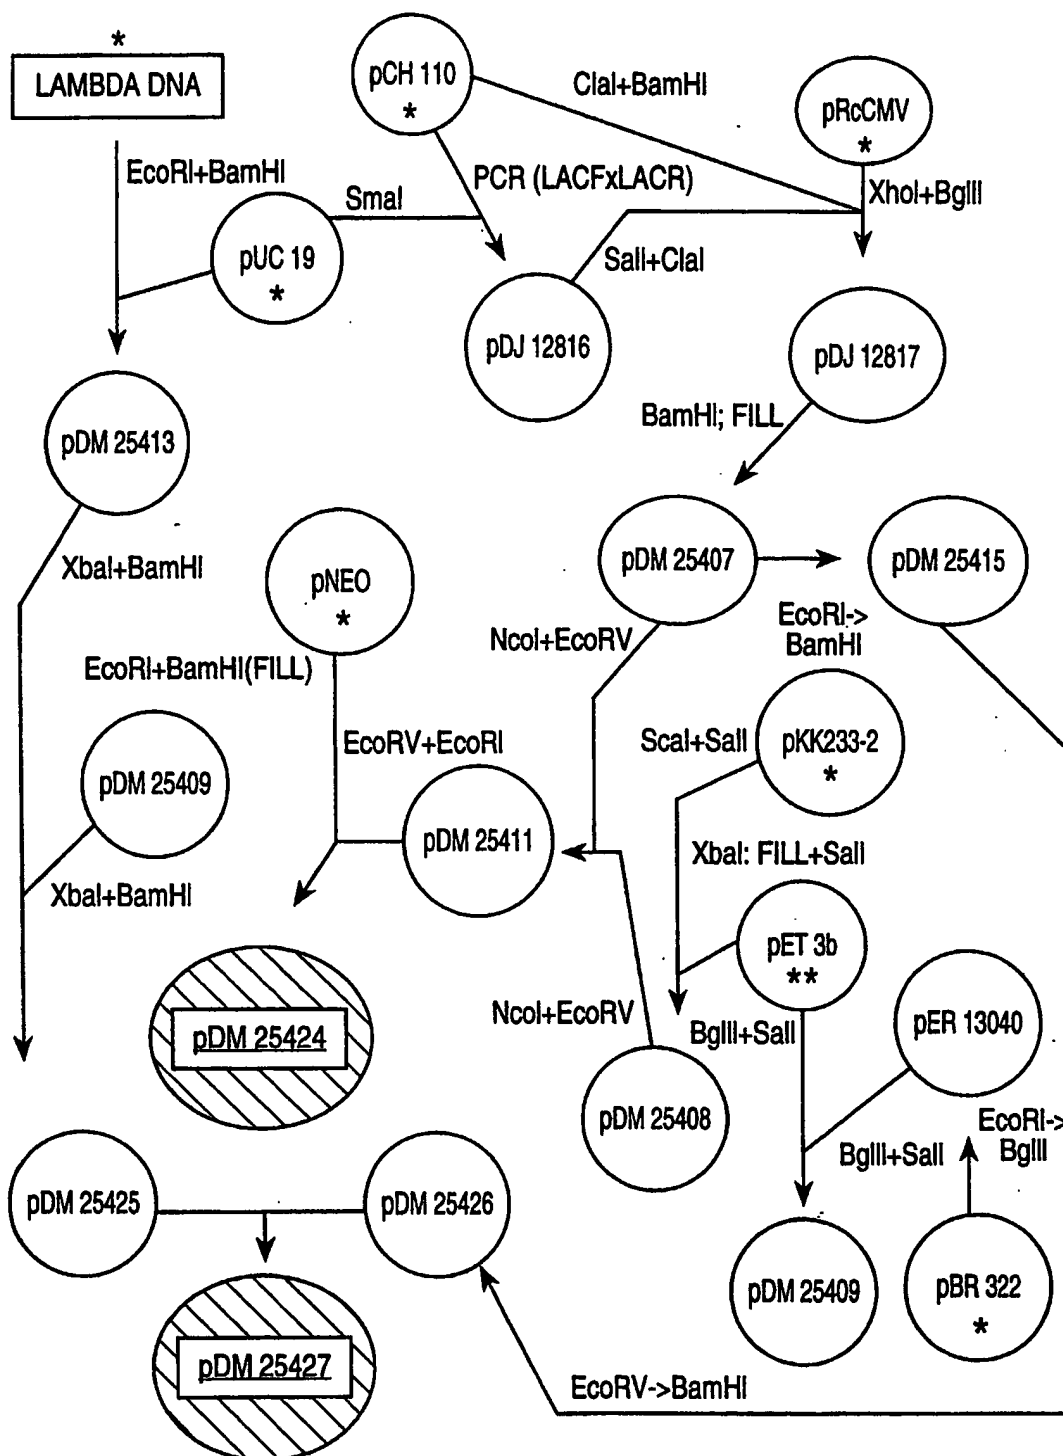 *
LAMBDA DNA
pCH 110
*
ClaI+BamHI
pRcCMV
*
EcoRI+BamHI
SmaI
PCR (LACFxLACR)
XhoI+BglII
pUC 19
*
SalI+ClaI
pDJ 12816
pDJ 12817
BamHI; FILL
pDM 25413
XbaI+BamHI
pNEO
*
pDM 25407
pDM 25415
NcoI+EcoRV
EcoRI->
BamHI
EcoRI+BamHI(FILL)
EcoRV+EcoRI
ScaI+SalI
pKK233-2
*
pDM 25409
pDM 25411
XbaI: FILL+SalI
XbaI+BamHI
pET 3b
**
pDM 25424
NcoI+EcoRV
BglII+SalI
pER 13040
pDM 25408
BglII+SalI
EcoRI->
BglII
pDM 25425
pDM 25426
pDM 25409
pBR 322
*
pDM 25427
EcoRV->BamHI